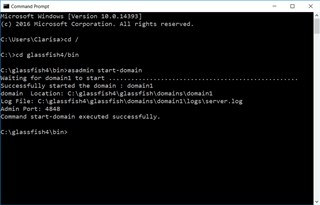 Command Prompt
Microsoft Windows [Version 10.0.14393]
(c) 2016 Microsoft Corporation. All rights reserved.
C:\Users\Clarisa>cd /
C:\>cd glassfish4/bin
C:\glassfish4\bin>asadmin start-domain
Waiting for domain1 to start ................................................
Successfully started the domain : domain1
domain  Location: C:\glassfish4\glassfish\domains\domain1
Log File: C:\glassfish4\glassfish\domains\domain1\logs\server.log
Admin Port: 4848
Command start-domain executed successfully.
C:\glassfish4\bin>